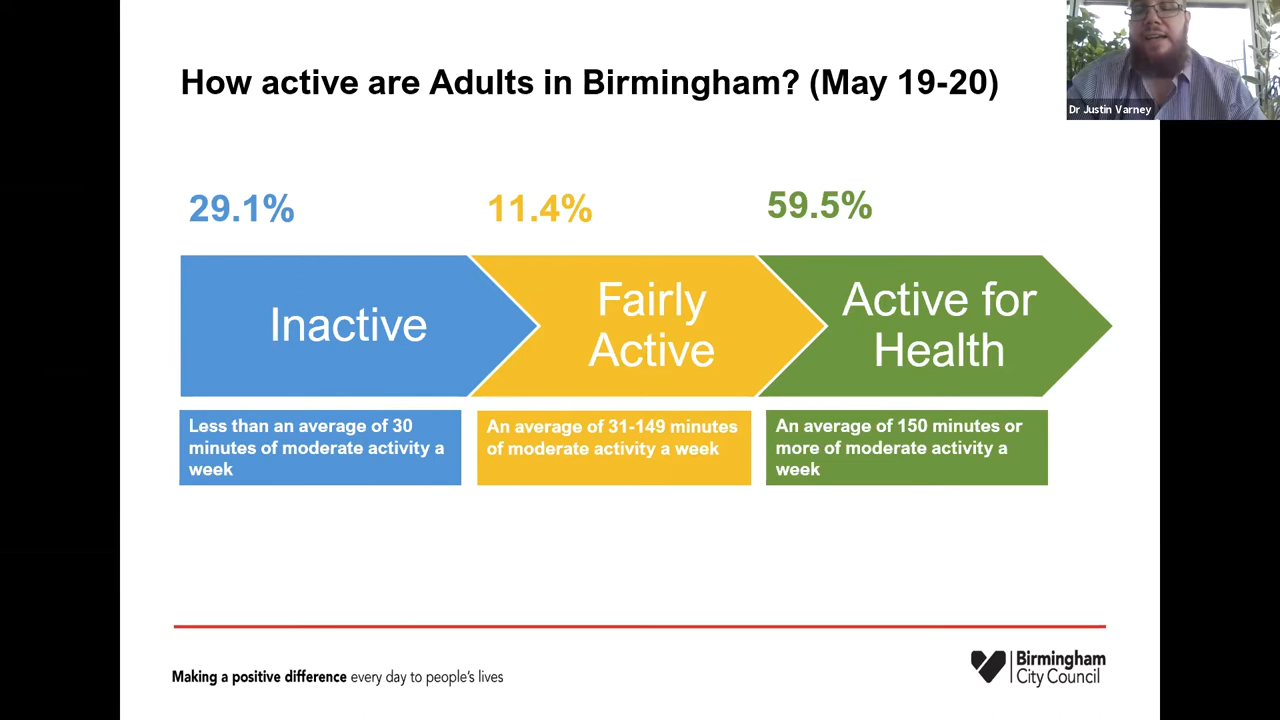 How active are Adults in Birmingham? (May 19-20)
Dr Justin Varney
29.1%
11.4%
59.5%
Inactive
Fairly
Active
Active for
Health
Less than an average of 30
minutes of moderate activity a
week
An average of 31-149 minutes
of moderate activity a week
An average of 150 minutes or
more of moderate activity a
week
Making a positive difference every day to people's lives
Birmingham
City Council